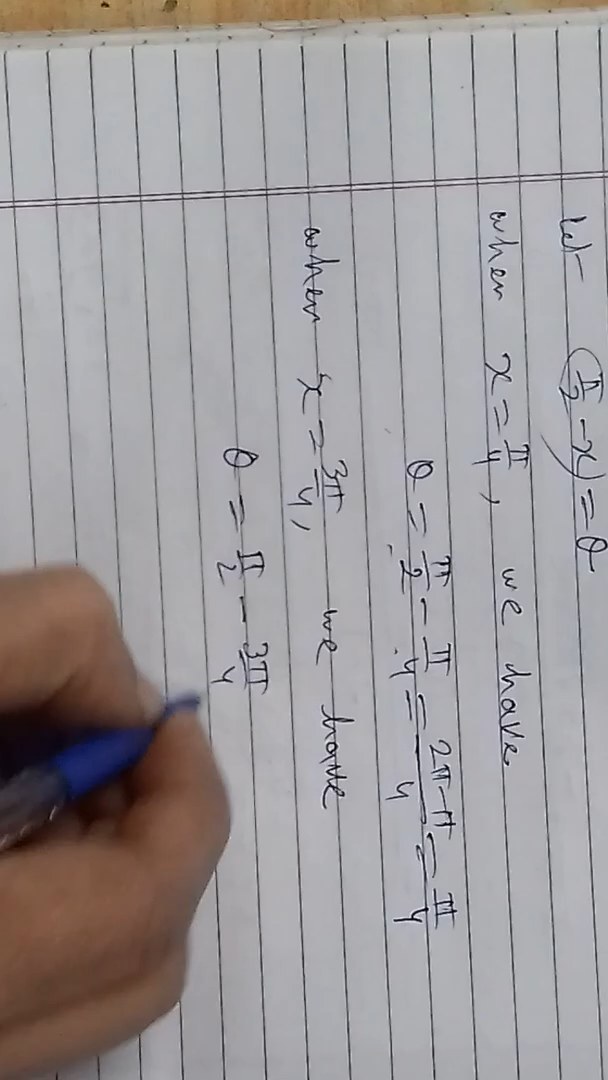 Let (π/2 - x) = θ
when x = π/4, we have
θ = π/2 - π/4 = 2π-π/4 = π/4
when x = 3π/4, we have
θ = π/2 - 3π/4